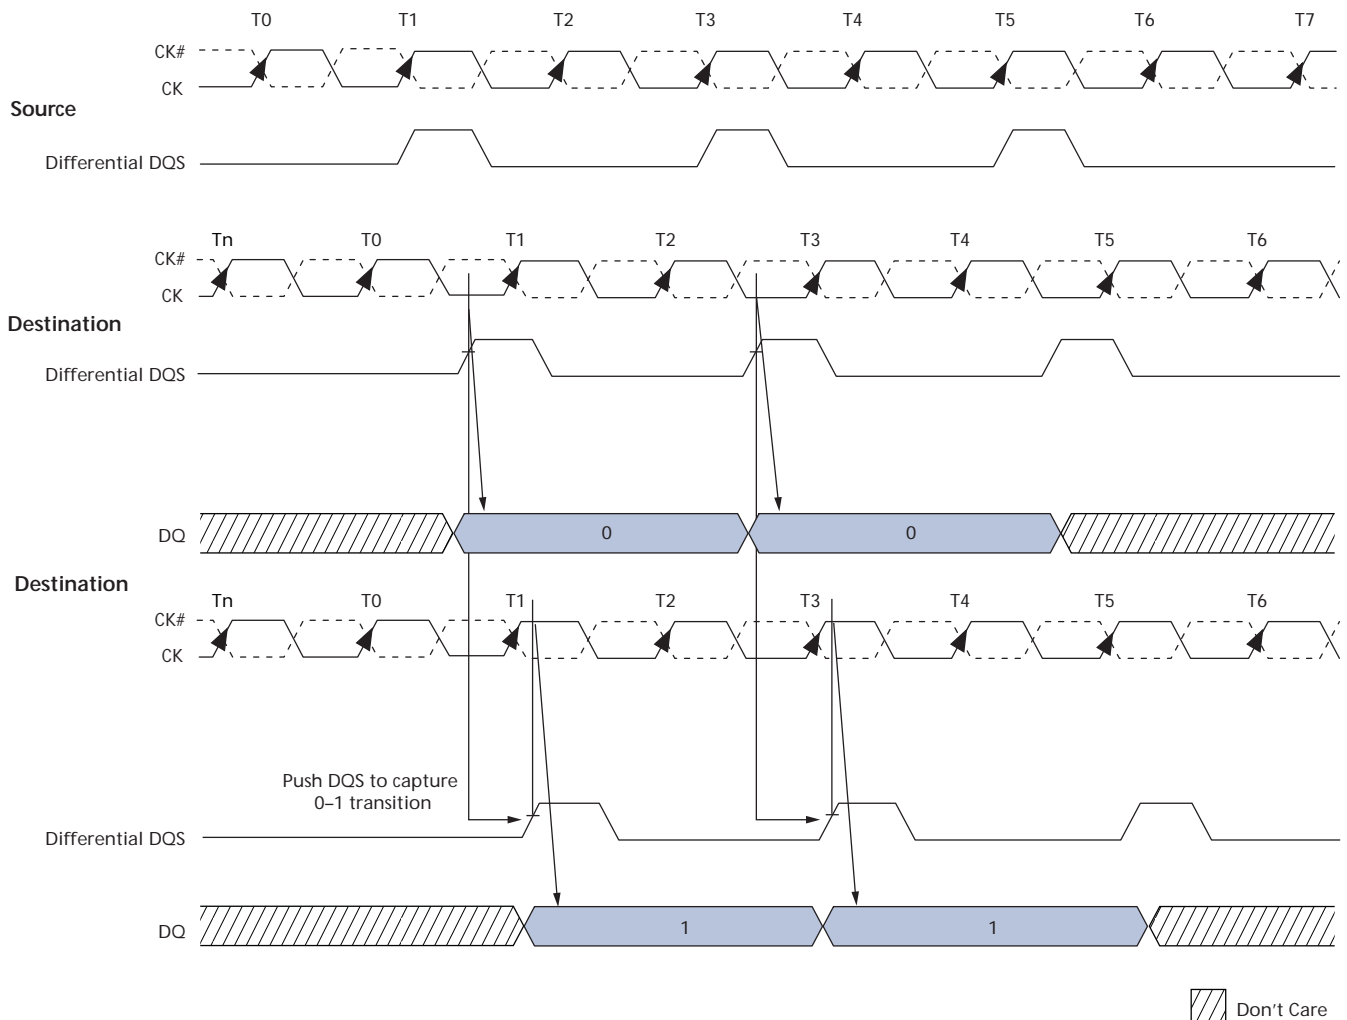 T0 T1 T2 T3 T4 T5 T6 T7
CK#
CK
Source
Differential DQS
Tn T0 T1 T2 T3 T4 T5 T6
CK#
CK
Destination
Differential DQS
DQ 0 0
Destination
Tn T0 T1 T2 T3 T4 T5 T6
CK#
CK
Push DQS to capture
0–1 transition
Differential DQS
DQ 1 1
Don't Care